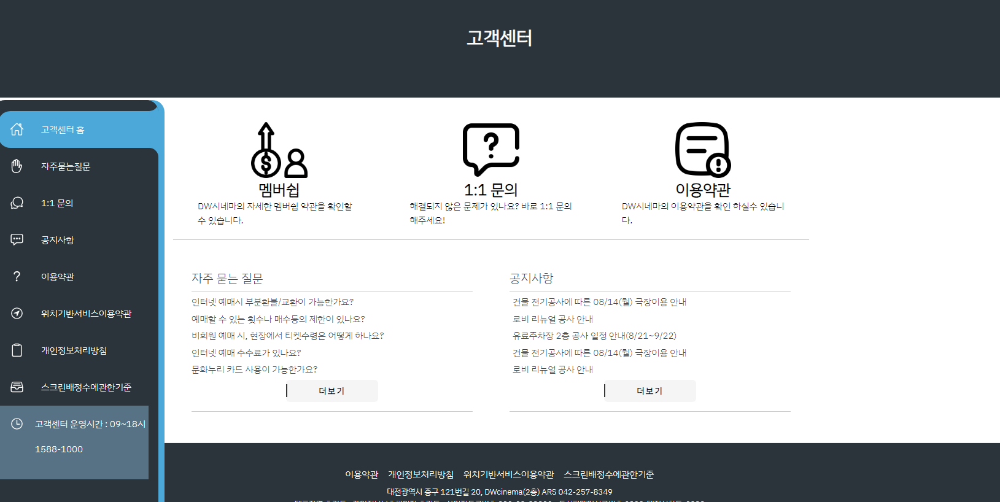 고객센터
고객센터 홈
자주묻는질문
1:1 문의
공지사항
이용약관
위치기반서비스이용약관
개인정보처리방침
스크린배정수에관한기준
고객센터 운영시간 : 09~18시
1588-1000
멤버쉽
DW시네마의 자세한 멤버쉽 약관을 확인할
수 있습니다.
1:1 문의
해결되지 않은 문제가 있나요? 바로 1:1 문의
해주세요!
이용약관
DW시네마의 이용약관을 확인 하실수 있습니
다.
자주 묻는 질문
인터넷 예매시 부분환불/교환이 가능한가요?
예매할 수 있는 횟수나 매수등의 제한이 있나요?
비회원 예매 시, 현장에서 티켓수령은 어떻게 하나요?
인터넷 예매 수수료가 있나요?
문화누리 카드 사용이 가능한가요?
더보기
공지사항
건물 전기공사에 따른 08/14(월) 극장이용 안내
로비 리뉴얼 공사 안내
유료주차장 2층 공사 일정 안내(8/21~9/22)
건물 전기공사에 따른 08/14(월) 극장이용 안내
로비 리뉴얼 공사 안내
더보기
이용약관 개인정보처리방침 위치기반서비스이용약관 스크린배정수에관한기준
대전광역시 중구 121번길 20, DWcinema(2층) ARS 042-257-8349